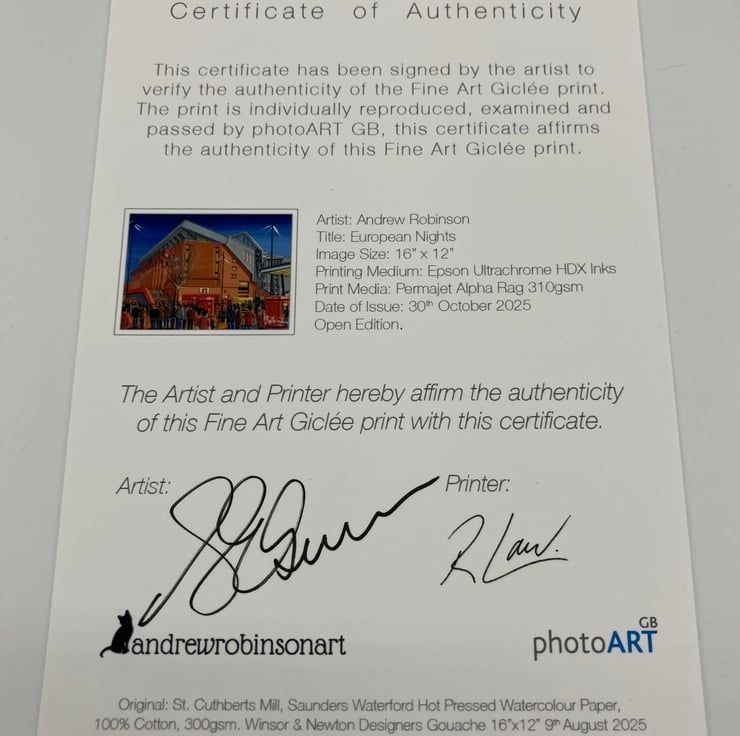 Certificate of Authenticity
This certificate has been signed by the artist to
verify the authenticity of the Fine Art Giclée print.
The print is individually reproduced, examined and
passed by photoART GB, this certificate affirms
the authenticity of this Fine Art Giclée print.
Artist: Andrew Robinson
Title: European Nights
Image Size: 16” x 12”
Printing Medium: Epson Ultrachrome HDX Inks
Print Media: Permajet Alpha Rag 310gsm
Date of Issue: 30th October 2025
Open Edition.
The Artist and Printer hereby affirm the authenticity
of this Fine Art Giclée print with this certificate.
Artist:
Printer:
R Law.
andrewrobinsonart
photoART GB
Original: St. Cuthberts Mill, Saunders Waterford Hot Pressed Watercolour Paper,
100% Cotton, 300gsm. Winsor & Newton Designers Gouache 16”x12” 9th August 2025